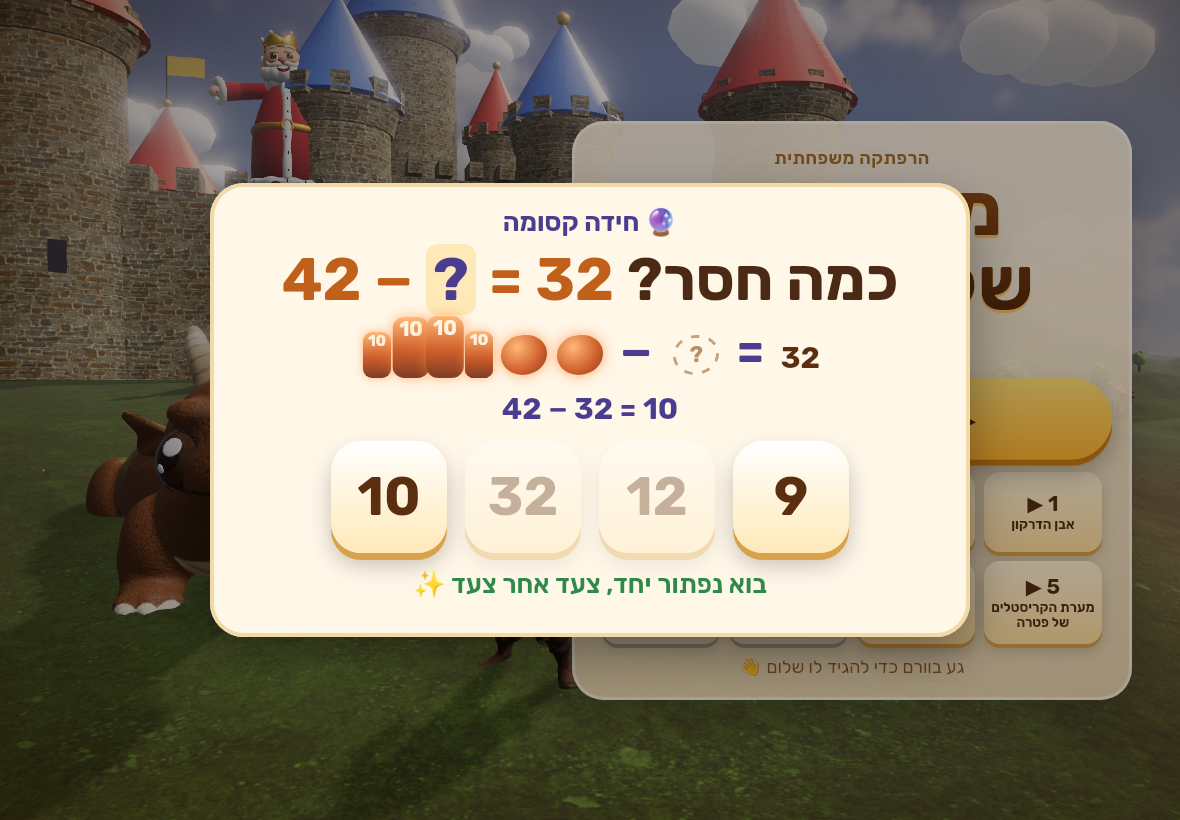 הרפתקה משפחתית
🔮 חידה קסומה
כמה חסר? 42 − ? = 32
10 10 10 10 − ? = 32
42 − 32 = 10
10 32 12 9
בוא נפתור יחד, צעד אחר צעד ✨
▶ 1
אבן הדרקון
▶ 5
מערת הקריסטלים
של פטרה
גע בוורם כדי להגיד לו שלום 👋